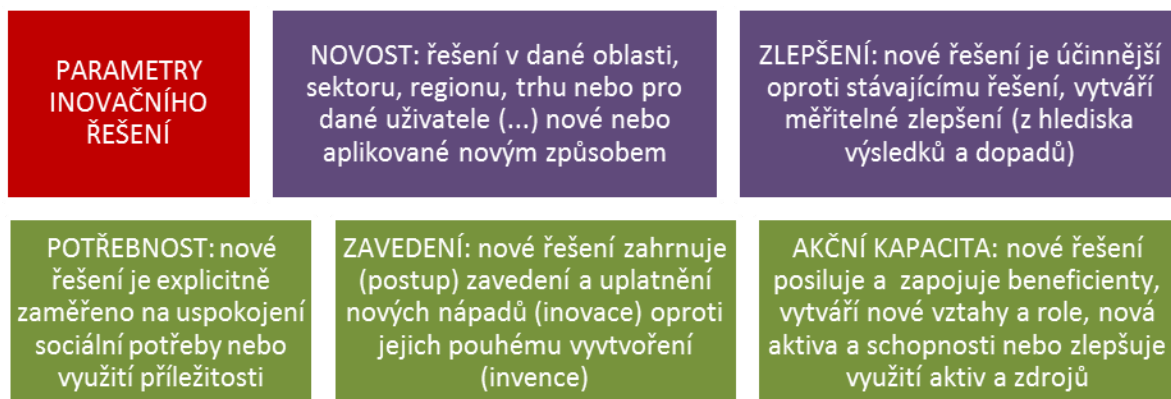 PARAMETRY
INOVAČNÍHO
ŘEŠENÍ
NOVOST: řešení v dané oblasti,
sektoru, regionu, trhu nebo pro
dané uživatele (...) nové nebo
aplikované novým způsobem
ZLEPŠENÍ: nové řešení je účinnější
oproti stávajícímu řešení, vytváří
měřitelné zlepšení (z hlediska
výsledků a dopadů)
POTŘEBNOST: nové
řešení je explicitně
zaměřeno na uspokojení
sociální potřeby nebo
využití příležitosti
ZAVEDENÍ: nové řešení zahrnuje
(postup) zavedení a uplatnění
nových nápadů (inovace) oproti
jejich pouhému vyvtvoření
(invence)
AKČNÍ KAPACITA: nové řešení
posiluje a zapojuje beneficienty,
vytváří nové vztahy a role, nová
aktiva a schopnosti nebo zlepšuje
využití aktiv a zdrojů